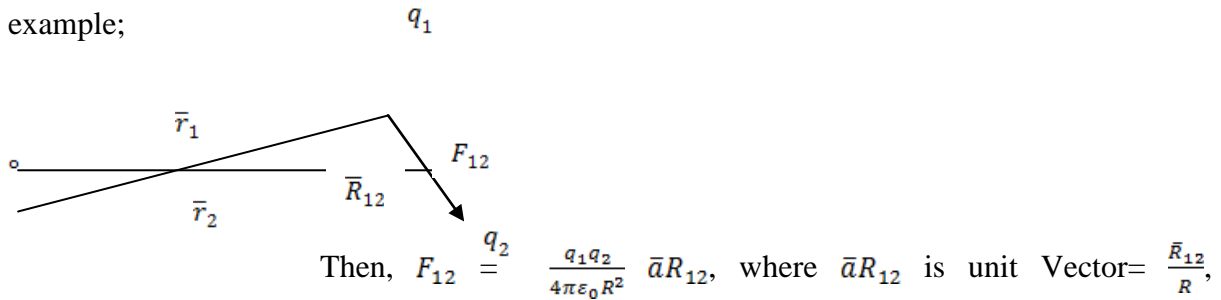 example; q₁
r̄₁
F₁₂
R̄₁₂
r̄₂
q₂
Then, F₁₂ = q₁q₂/4πε₀R² āR₁₂, where āR₁₂ is unit Vector= R̄₁₂/R,